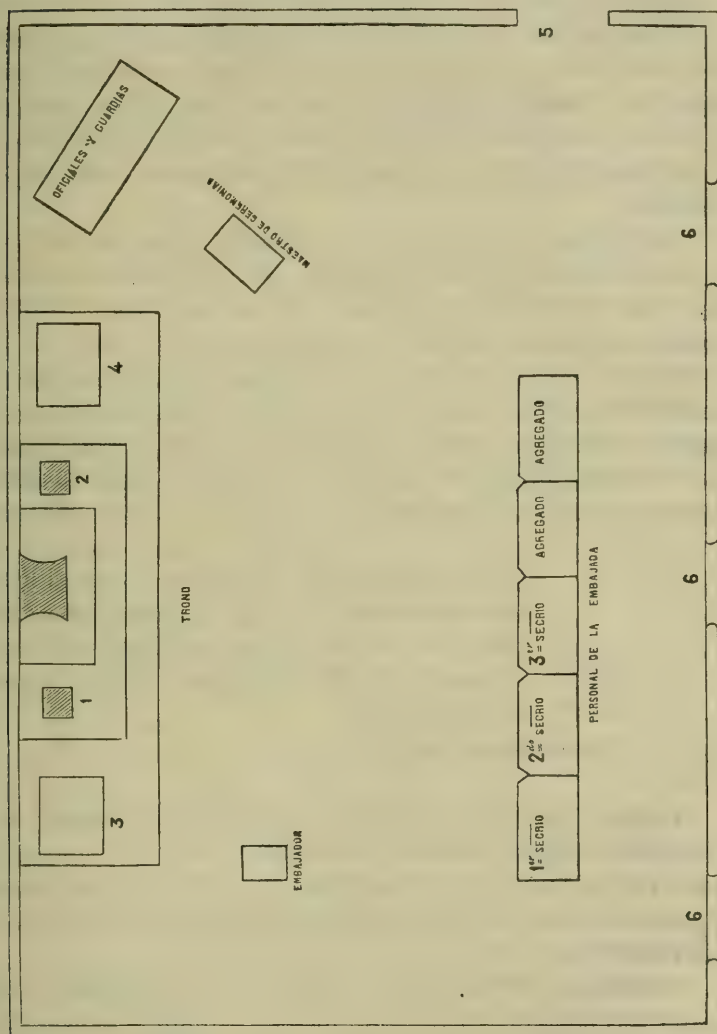 OFICIALES Y GUARDIAS
MAESTRO DE CEREMONIAS
5
4
2
1
3
TRONO
EMBAJADOR
1er SECRIO
2do SECRIO
3er SECRIO
AGREGADO
AGREGADO
PERSONAL DE LA EMBAJADA
6
6
6